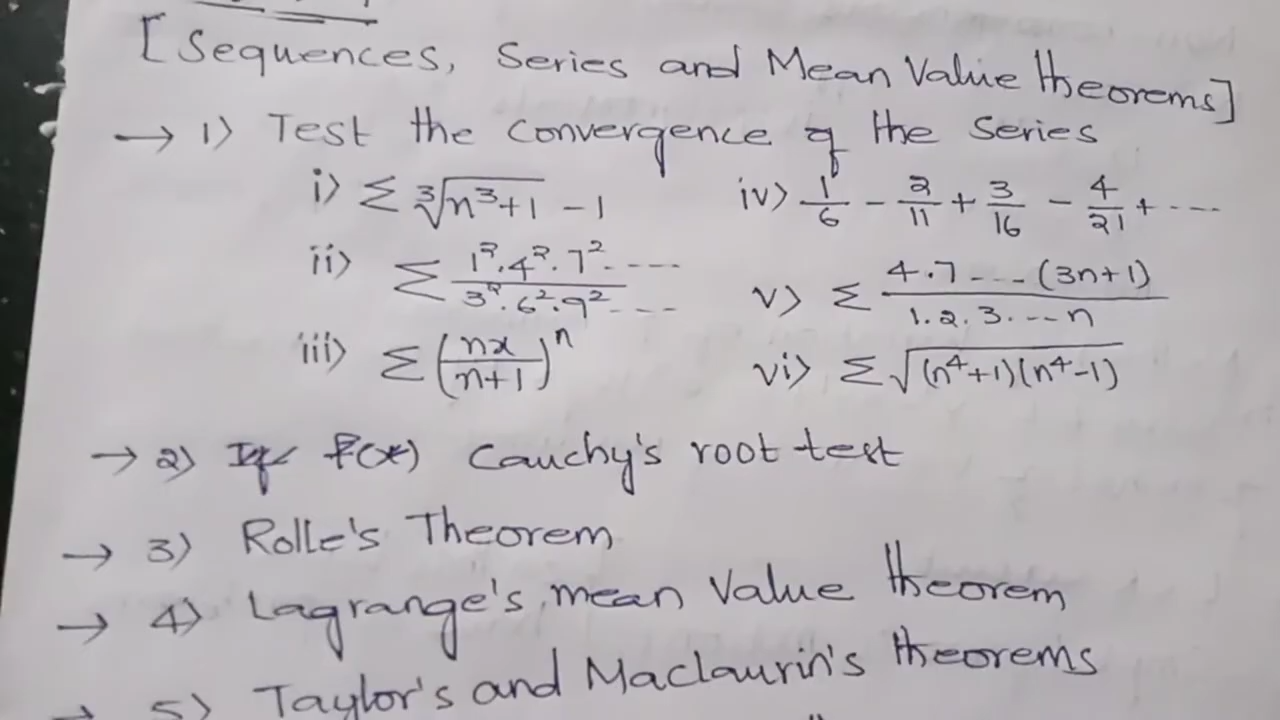 [Sequences, Series and Mean Value theorems]
→ 1) Test the convergence of the series
i) Σ ∛(n³+1) - 1
iv) 1/6 - 2/11 + 3/16 - 4/21 + ----
ii) Σ (1². 4². 7². ----)/(3². 6². 9². ----)
v) Σ (4.7 --- (3n+1))/(1.2.3. --- n)
iii) Σ (nx/(n+1))ⁿ
vi) Σ √((n⁴+1)(n⁴-1))
→ 2) If f(x) Cauchy's root test
→ 3) Rolle's Theorem
→ 4) Lagrange's mean Value theorem
→ 5) Taylor's and Maclaurin's theorems